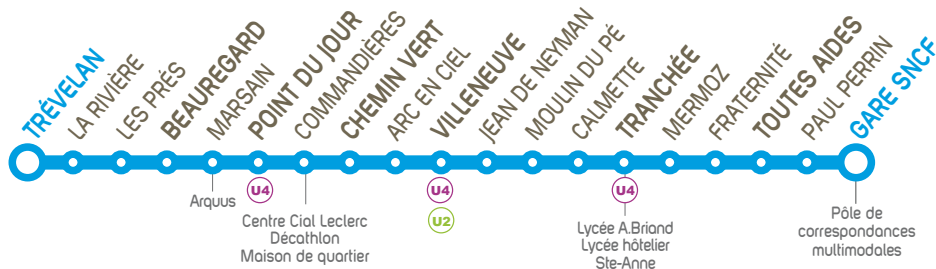 TRÉVELAN
LA RIVIÈRE
LES PRÉS
BEAUREGARD
MARSAIN
POINT DU JOUR
COMMANDIÈRES
CHEMIN VERT
ARC EN CIEL
VILLENEUVE
JEAN DE NEYMAN
MOULIN DU PÉ
CALMETTE
TRANCHÉE
MERMOZ
FRATERNITÉ
TOUTES AIDES
PAUL PERRIN
GARE SNCF
Arquus
U4
Centre Cial Leclerc
Décathlon
Maison de quartier
U4
U2
U4
Lycée A.Briand
Lycée hôtelier
Ste-Anne
Pôle de
correspondances
multimodales